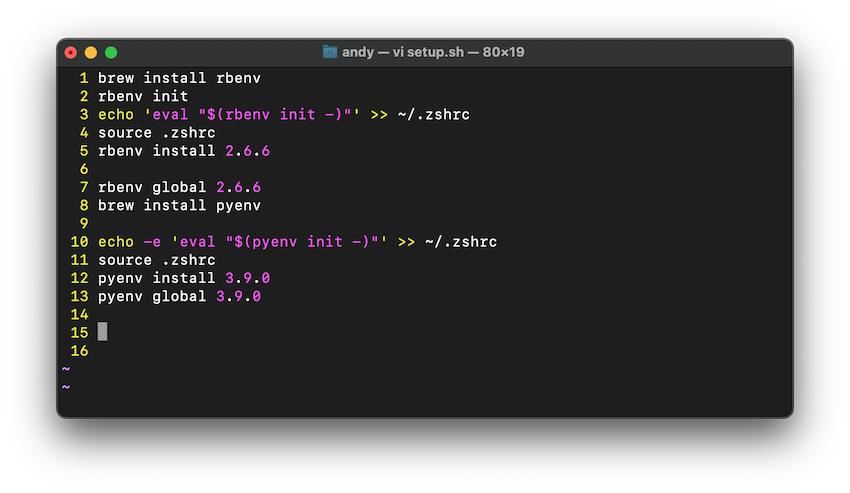 andy — vi setup.sh — 80×19
1 brew install rbenv
2 rbenv init
3 echo 'eval "$(rbenv init -)"' >> ~/.zshrc
4 source .zshrc
5 rbenv install 2.6.6
6
7 rbenv global 2.6.6
8 brew install pyenv
9
10 echo -e 'eval "$(pyenv init -)"' >> ~/.zshrc
11 source .zshrc
12 pyenv install 3.9.0
13 pyenv global 3.9.0
14
15
16
~
~